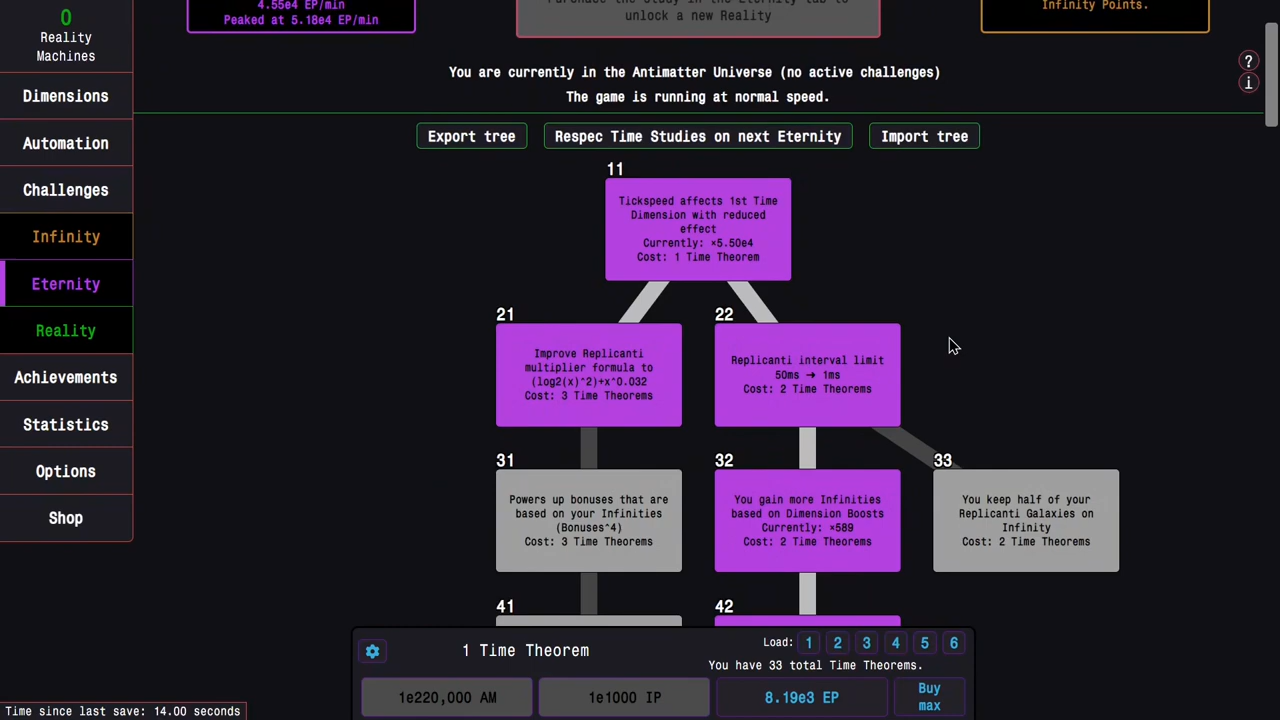 0
Reality
Machines
Dimensions
Automation
Challenges
Infinity
Eternity
Reality
Achievements
Statistics
Options
Shop
4.55e4 EP/min
Peaked at 5.18e4 EP/min
unlock a new Reality
Infinity Points.
?
i
You are currently in the Antimatter Universe (no active challenges)
The game is running at normal speed.
Export tree
Respec Time Studies on next Eternity
Import tree
11
Tickspeed affects 1st Time
Dimension with reduced
effect
Currently: ×5.50e4
Cost: 1 Time Theorem
21
Improve Replicanti
multiplier formula to
(log2(x)^2)+x^0.032
Cost: 3 Time Theorems
22
Replicanti interval limit
50ms → 1ms
Cost: 2 Time Theorems
31
Powers up bonuses that are
based on your Infinities
(Bonuses^4)
Cost: 3 Time Theorems
32
You gain more Infinities
based on Dimension Boosts
Currently: ×589
Cost: 2 Time Theorems
33
You keep half of your
Replicanti Galaxies on
Infinity
Cost: 2 Time Theorems
41
42
1 Time Theorem
Load: 1 2 3 4 5 6
You have 33 total Time Theorems.
1e220,000 AM
1e1000 IP
8.19e3 EP
Buy
max
Time since last save: 14.00 seconds